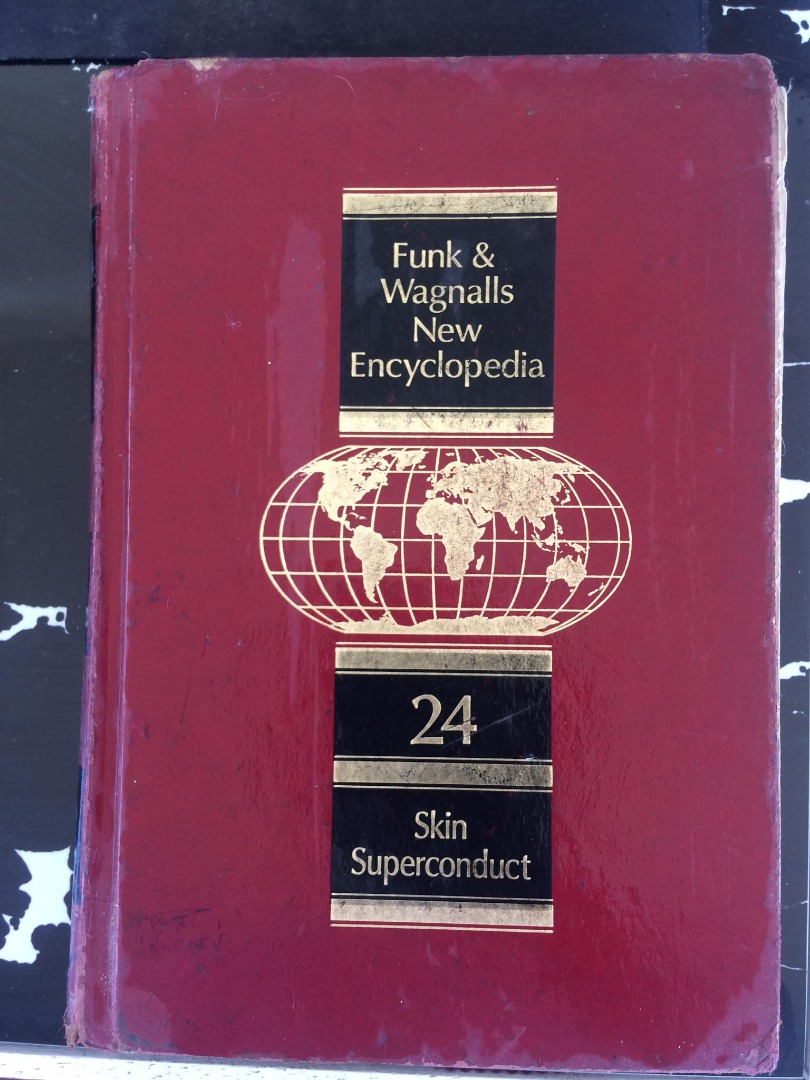 Funk &
Wagnalls
New
Encyclopedia
24
Skin
Superconduct